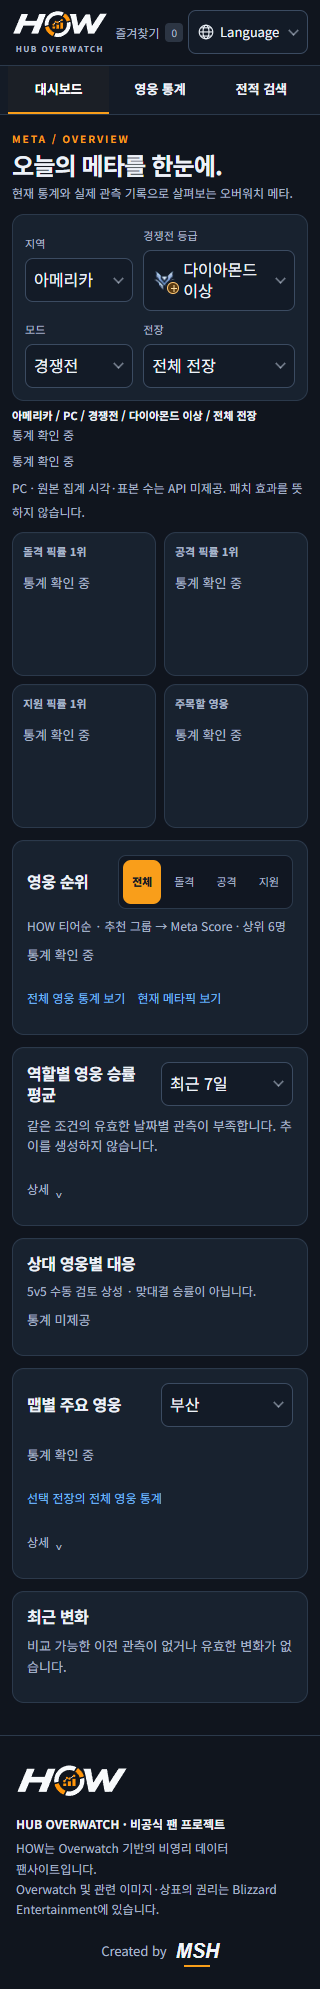 HOW
HUB OVERWATCH
즐겨찾기 0
Language
대시보드 영웅 통계 전적 검색
META / OVERVIEW
오늘의 메타를 한눈에.
현재 통계와 실제 관측 기록으로 살펴보는 오버워치 메타.
지역
경쟁전 등급
아메리카
다이아몬드
이상
모드
전장
경쟁전
전체 전장
아메리카 / PC / 경쟁전 / 다이아몬드 이상 / 전체 전장
통계 확인 중
통계 확인 중
PC · 원본 집계 시각·표본 수는 API 미제공. 패치 효과를 뜻
하지 않습니다.
돌격 픽률 1위
통계 확인 중
공격 픽률 1위
통계 확인 중
지원 픽률 1위
통계 확인 중
주목할 영웅
통계 확인 중
영웅 순위
전체 돌격 공격 지원
HOW 티어순 · 추천 그룹 → Meta Score · 상위 6명
통계 확인 중
전체 영웅 통계 보기 현재 메타픽 보기
역할별 영웅 승률
평균
최근 7일
같은 조건의 유효한 날짜별 관측이 부족합니다. 추
이를 생성하지 않습니다.
상세
상대 영웅별 대응
5v5 수동 검토 상성 · 맞대결 승률이 아닙니다.
통계 미제공
맵별 주요 영웅
부산
통계 확인 중
선택 전장의 전체 영웅 통계
상세
최근 변화
비교 가능한 이전 관측이 없거나 유효한 변화가 없
습니다.
HOW
HUB OVERWATCH · 비공식 팬 프로젝트
HOW는 Overwatch 기반의 비영리 데이터
팬사이트입니다.
Overwatch 및 관련 이미지·상표의 권리는 Blizzard
Entertainment에 있습니다.
Created by MSH